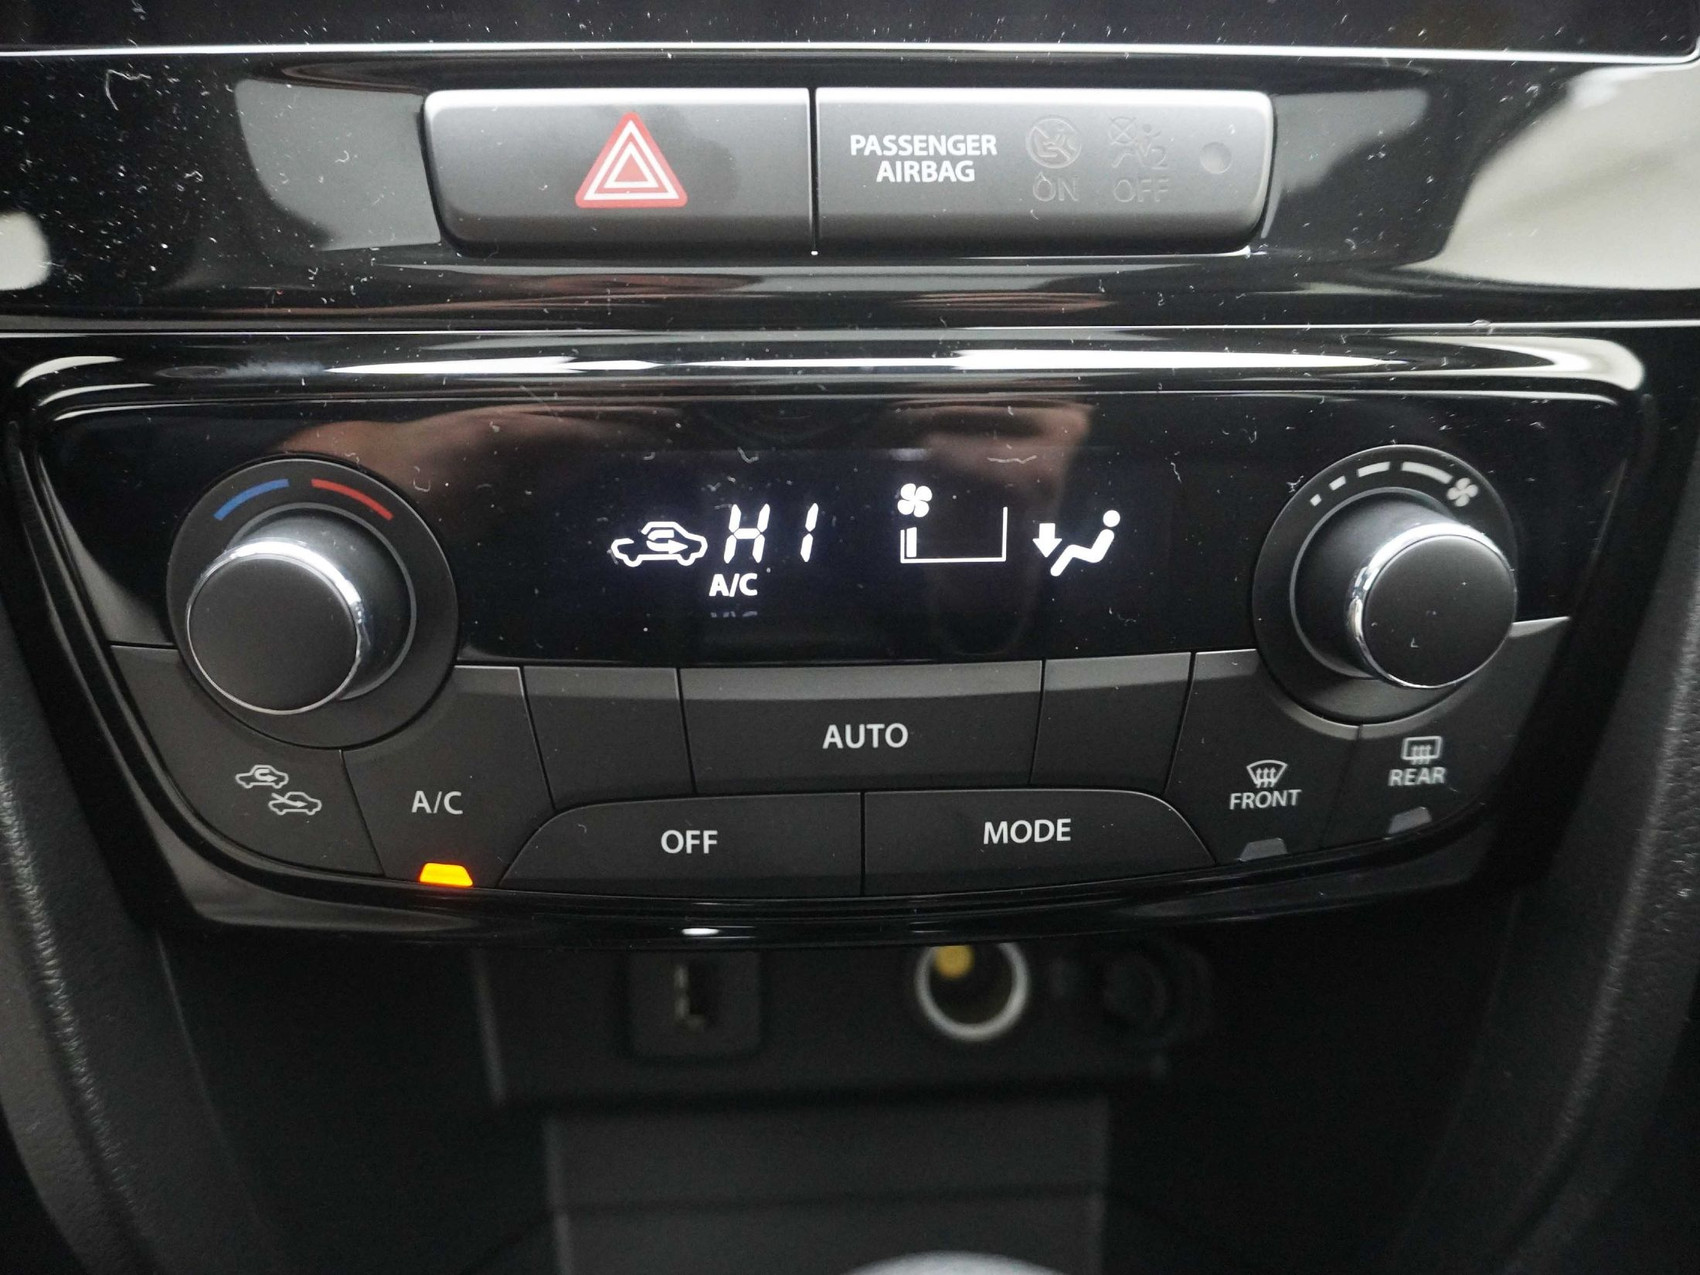 PASSENGER
AIRBAG
ON
OFF
HI
A/C
AUTO
A/C
OFF
MODE
FRONT
REAR